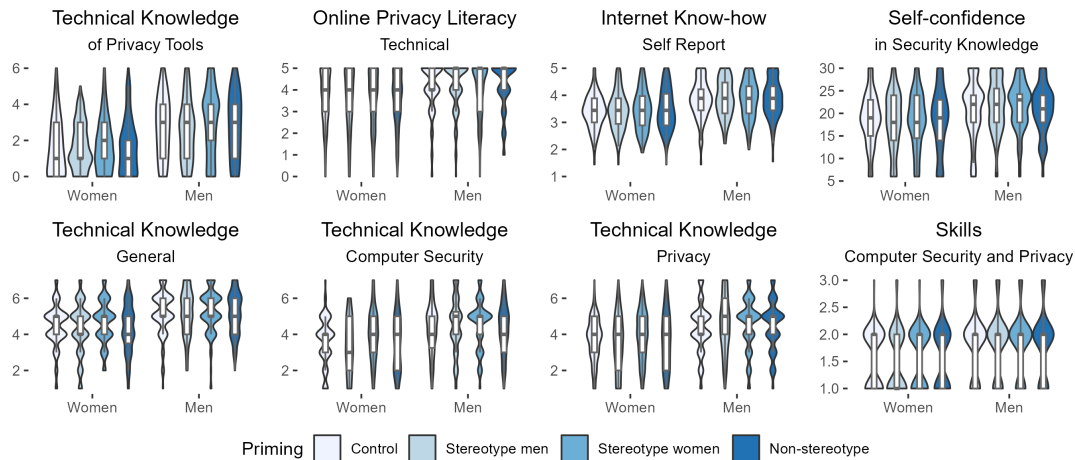 Technical Knowledge Online Privacy Literacy Internet Know-how Self-confidence
of Privacy Tools Technical Self Report in Security Knowledge
6 4 2 0
Women Men
5 4 3 2 1 0
Women Men
5 4 3 2 1
Women Men
30 25 20 15 10 5
Women Men
Technical Knowledge Technical Knowledge Technical Knowledge Skills
General Computer Security Privacy Computer Security and Privacy
6 4 2
Women Men
6 4 2
Women Men
6 4 2
Women Men
3.0 2.5 2.0 1.5 1.0
Women Men
Priming Control Stereotype men Stereotype women Non-stereotype